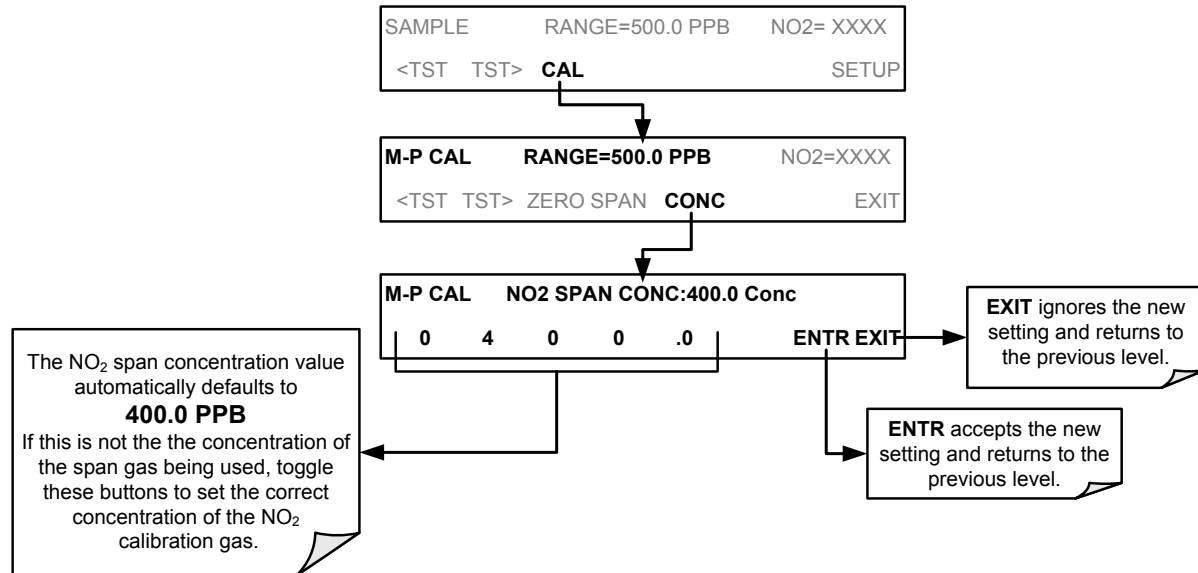 SAMPLE RANGE=500.0 PPB NO2= XXXX
<TST TST> CAL SETUP
M-P CAL RANGE=500.0 PPB NO2=XXXX
<TST TST> ZERO SPAN CONC EXIT
M-P CAL NO2 SPAN CONC:400.0 Conc
0 4 0 0 .0 ENTR EXIT
The NO₂ span concentration value
automatically defaults to
400.0 PPB
If this is not the the concentration of
the span gas being used, toggle
these buttons to set the correct
concentration of the NO₂
calibration gas.
EXIT ignores the new
setting and returns to
the previous level.
ENTR accepts the new
setting and returns to the
previous level.